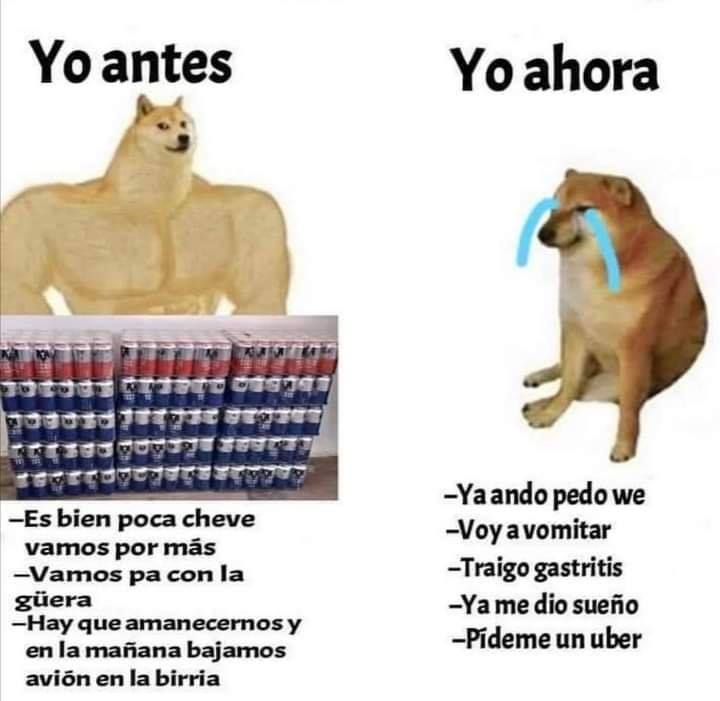 Yo antes
Yo ahora
–Es bien poca cheve
vamos por más
–Vamos pa con la
güera
–Hay que amanecernos y
en la mañana bajamos
avión en la birria
–Ya ando pedo we
–Voy a vomitar
–Traigo gastritis
–Ya me dio sueño
–Pídeme un uber